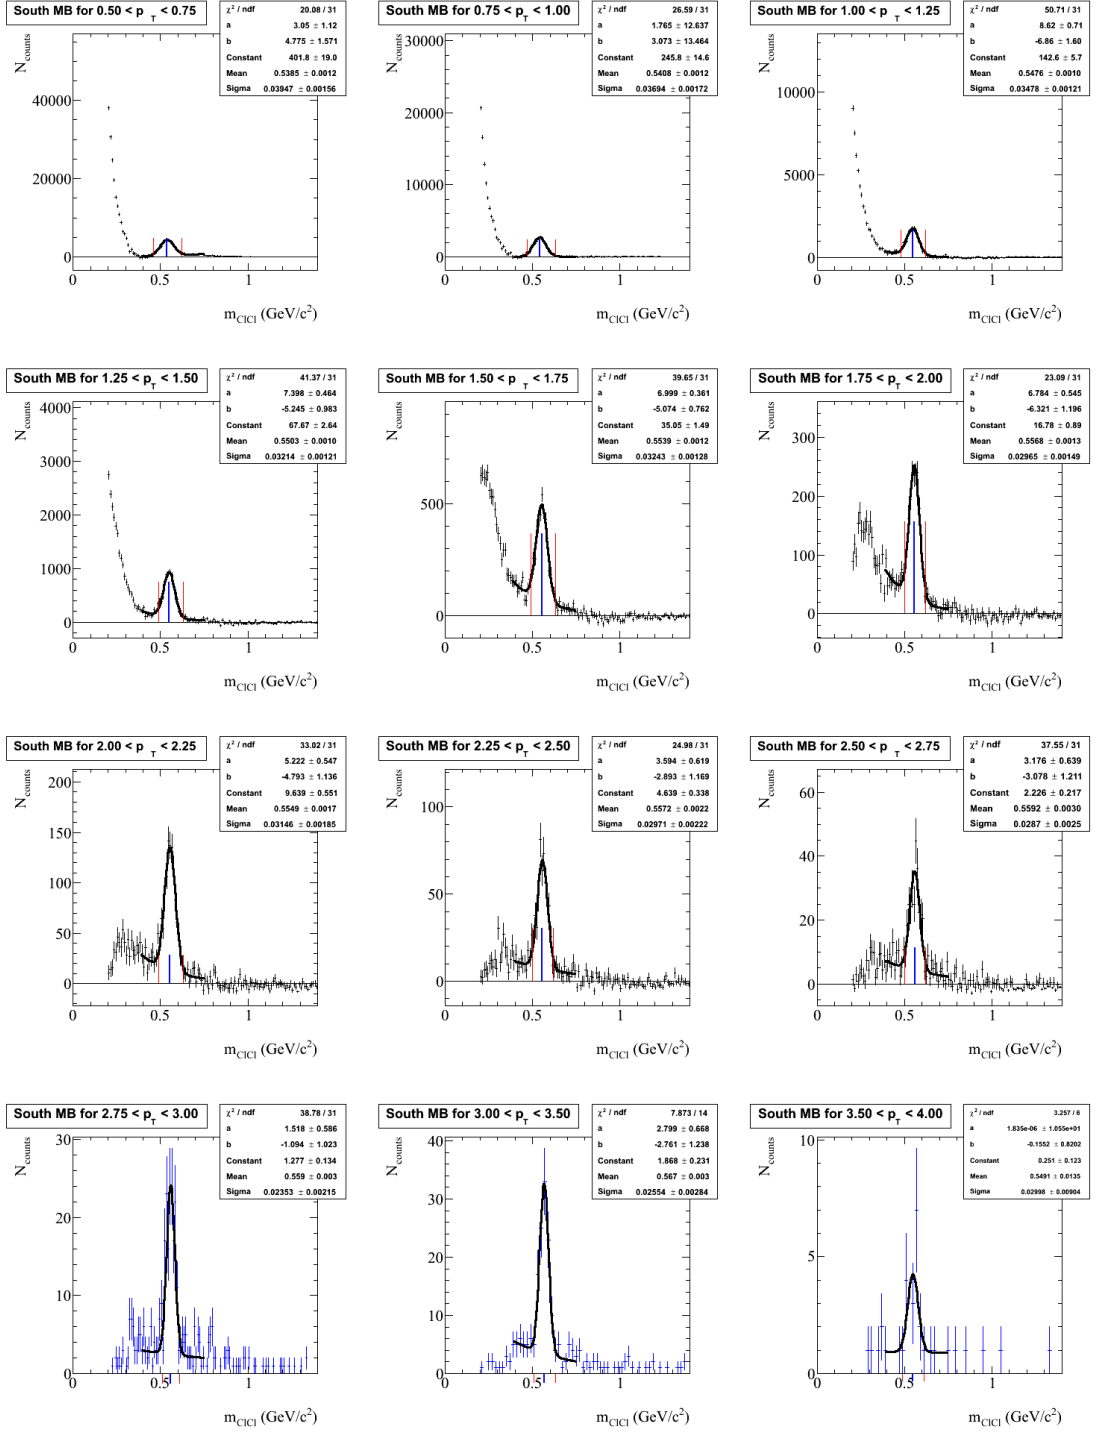 South MB for 0.50 < p_T < 0.75
χ² / ndf 20.08 / 31
a 3.05 ± 1.12
b 4.775 ± 1.571
Constant 401.8 ± 19.0
Mean 0.5385 ± 0.0012
Sigma 0.03947 ± 0.00156
N_counts
40000
20000
0
0 0.5 1
m_ClCl (GeV/c²)
South MB for 0.75 < p_T < 1.00
χ² / ndf 26.59 / 31
a 1.765 ± 12.637
b 3.073 ± 13.464
Constant 245.8 ± 14.6
Mean 0.5408 ± 0.0012
Sigma 0.03694 ± 0.00172
N_counts
30000
20000
10000
0
0 0.5 1
m_ClCl (GeV/c²)
South MB for 1.00 < p_T < 1.25
χ² / ndf 50.71 / 31
a 8.62 ± 0.71
b -6.86 ± 1.60
Constant 142.6 ± 5.7
Mean 0.5476 ± 0.0010
Sigma 0.03478 ± 0.00121
N_counts
10000
5000
0
0 0.5 1
m_ClCl (GeV/c²)
South MB for 1.25 < p_T < 1.50
χ² / ndf 41.37 / 31
a 7.398 ± 0.464
b -5.245 ± 0.983
Constant 67.67 ± 2.64
Mean 0.5503 ± 0.0010
Sigma 0.03214 ± 0.00121
N_counts
4000
3000
2000
1000
0
0 0.5 1
m_ClCl (GeV/c²)
South MB for 1.50 < p_T < 1.75
χ² / ndf 39.65 / 31
a 6.999 ± 0.361
b -5.074 ± 0.762
Constant 35.05 ± 1.49
Mean 0.5539 ± 0.0012
Sigma 0.03243 ± 0.00128
N_counts
500
0
0 0.5 1
m_ClCl (GeV/c²)
South MB for 1.75 < p_T < 2.00
χ² / ndf 23.09 / 31
a 6.784 ± 0.545
b -6.321 ± 1.196
Constant 16.78 ± 0.89
Mean 0.5568 ± 0.0013
Sigma 0.02965 ± 0.00149
N_counts
300
200
100
0
0 0.5 1
m_ClCl (GeV/c²)
South MB for 2.00 < p_T < 2.25
χ² / ndf 33.02 / 31
a 5.222 ± 0.547
b -4.793 ± 1.136
Constant 9.639 ± 0.551
Mean 0.5549 ± 0.0017
Sigma 0.03146 ± 0.00185
N_counts
200
150
100
50
0
0 0.5 1
m_ClCl (GeV/c²)
South MB for 2.25 < p_T < 2.50
χ² / ndf 24.98 / 31
a 3.594 ± 0.619
b -2.893 ± 1.169
Constant 4.639 ± 0.338
Mean 0.5572 ± 0.0022
Sigma 0.02971 ± 0.00222
N_counts
100
50
0
0 0.5 1
m_ClCl (GeV/c²)
South MB for 2.50 < p_T < 2.75
χ² / ndf 37.55 / 31
a 3.176 ± 0.639
b -3.078 ± 1.211
Constant 2.226 ± 0.217
Mean 0.5592 ± 0.0030
Sigma 0.0287 ± 0.0025
N_counts
60
40
20
0
0 0.5 1
m_ClCl (GeV/c²)
South MB for 2.75 < p_T < 3.00
χ² / ndf 38.78 / 31
a 1.518 ± 0.586
b -1.094 ± 1.023
Constant 1.277 ± 0.134
Mean 0.559 ± 0.003
Sigma 0.02353 ± 0.00215
N_counts
30
20
10
0
0 0.5 1
m_ClCl (GeV/c²)
South MB for 3.00 < p_T < 3.50
χ² / ndf 7.873 / 14
a 2.799 ± 0.668
b -2.761 ± 1.238
Constant 1.868 ± 0.231
Mean 0.567 ± 0.003
Sigma 0.02554 ± 0.00284
N_counts
40
30
20
10
0
0 0.5 1
m_ClCl (GeV/c²)
South MB for 3.50 < p_T < 4.00
χ² / ndf 3.257 / 6
a 1.835e-06 ± 1.055e+01
b -0.1552 ± 0.8202
Constant 0.251 ± 0.123
Mean 0.5491 ± 0.0135
Sigma 0.02998 ± 0.00904
N_counts
10
5
0
0 0.5 1
m_ClCl (GeV/c²)